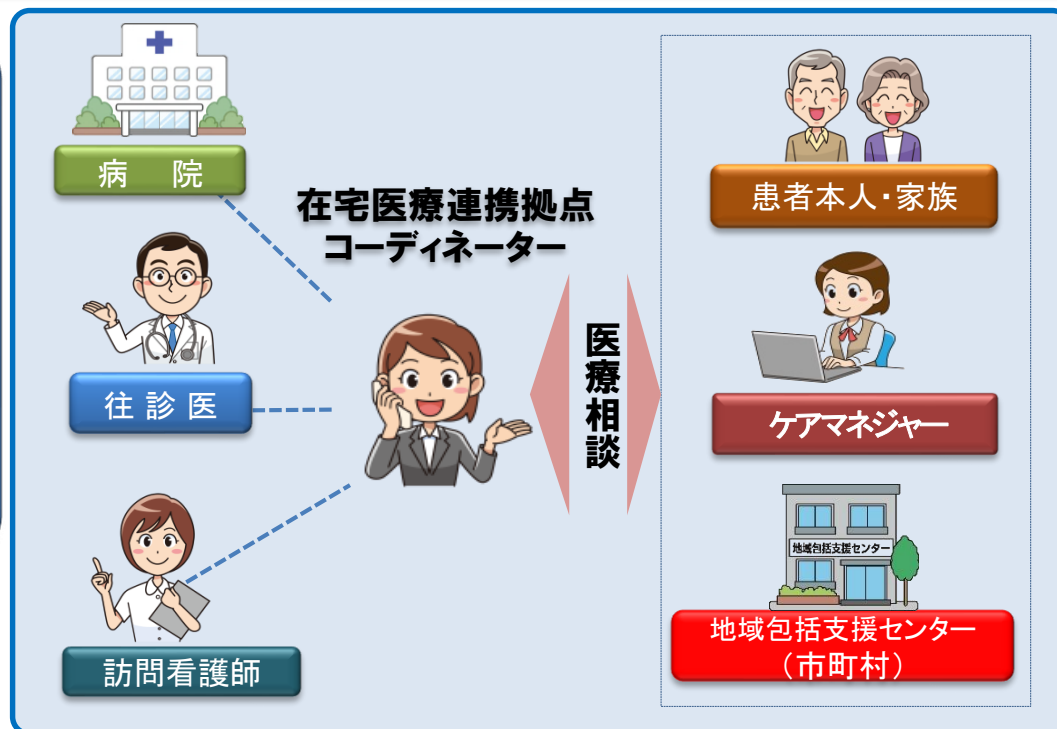 病　院
在宅医療連携拠点
コーディネーター
往診医
訪問看護師
医療相談
患者本人・家族
ケアマネジャー
地域包括支援センター
地域包括支援センター
（市町村）